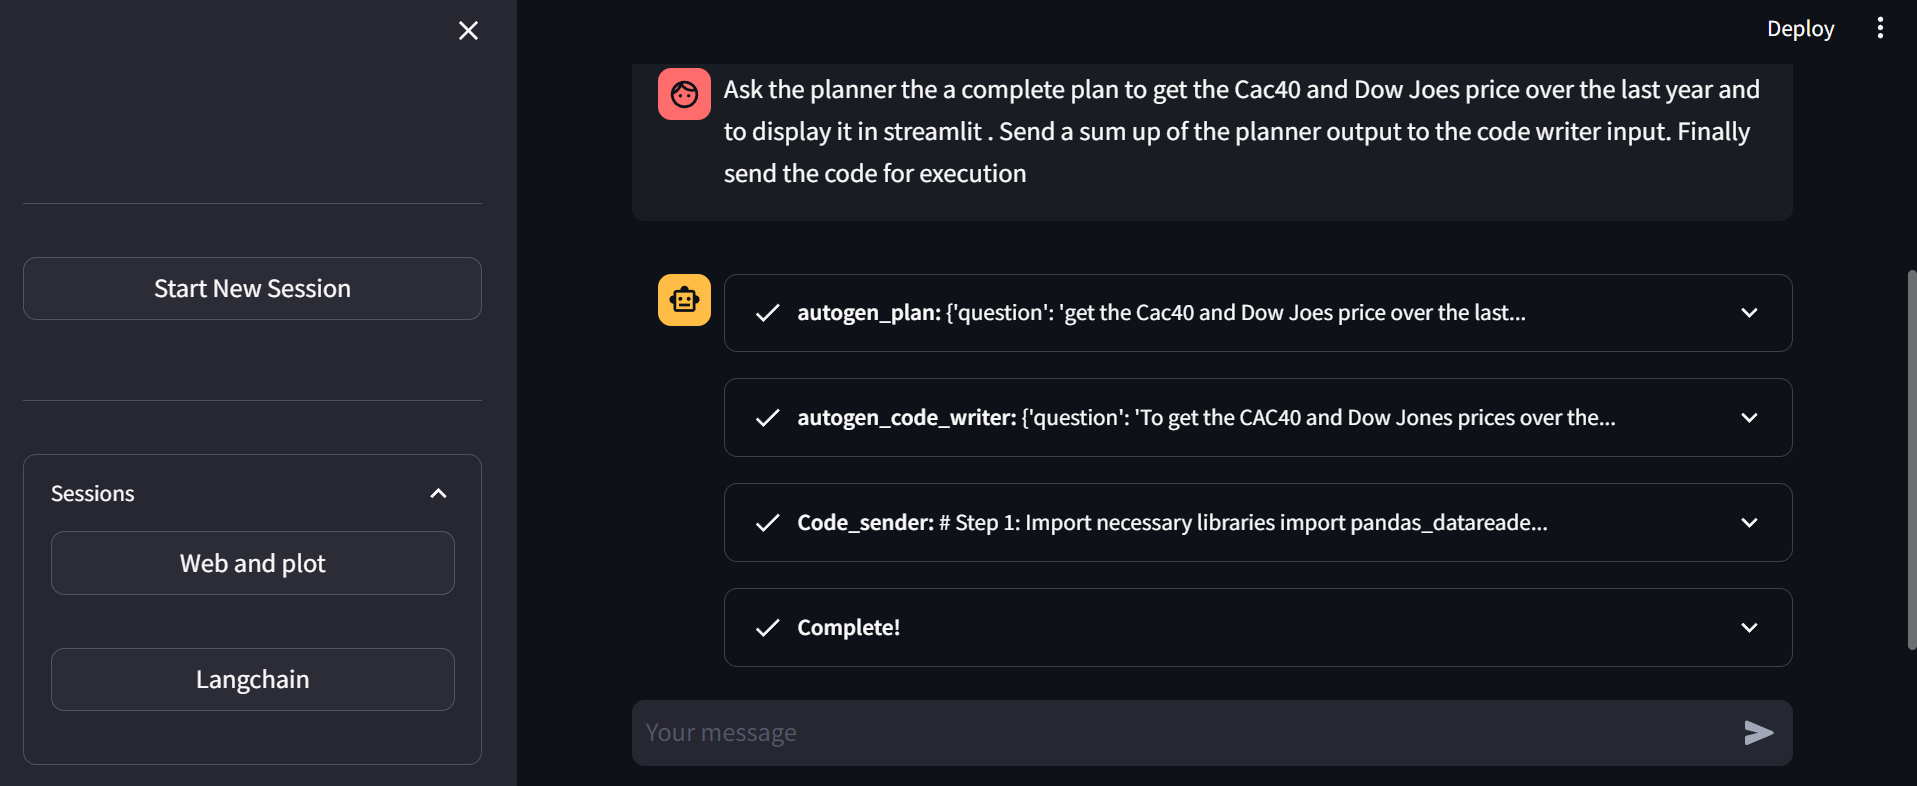 Deploy
Ask the planner the a complete plan to get the Cac40 and Dow Joes price over the last year and
to display it in streamlit . Send a sum up of the planner output to the code writer input. Finally
send the code for execution
Start New Session
autogen_plan: {'question': 'get the Cac40 and Dow Joes price over the last...
autogen_code_writer: {'question': 'To get the CAC40 and Dow Jones prices over the...
Sessions
Code_sender: # Step 1: Import necessary libraries import pandas_datareade...
Web and plot
Complete!
Langchain
Your message